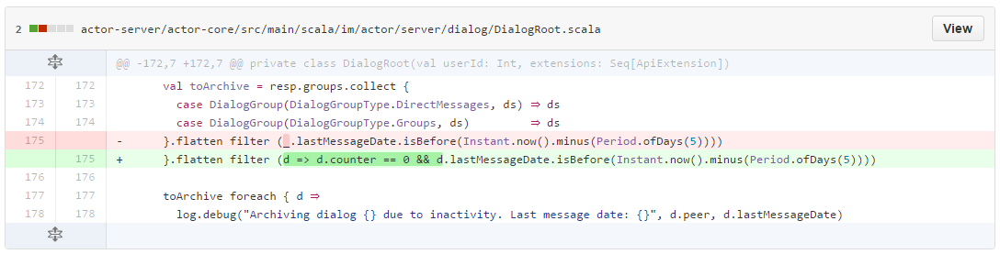 2 actor-server/actor-core/src/main/scala/im/actor/server/dialog/DialogRoot.scala View
@@ -172,7 +172,7 @@ private class DialogRoot(val userId: Int, extensions: Seq[ApiExtension])
172 172 val toArchive = resp.groups.collect {
173 173 case DialogGroup(DialogGroupType.DirectMessages, ds) ⇒ ds
174 174 case DialogGroup(DialogGroupType.Groups, ds) ⇒ ds
175 - }.flatten filter (_.lastMessageDate.isBefore(Instant.now().minus(Period.ofDays(5))))
175 + }.flatten filter (d => d.counter == 0 && d.lastMessageDate.isBefore(Instant.now().minus(Period.ofDays(5))))
176 176
177 177 toArchive foreach { d ⇒
178 178 log.debug("Archiving dialog {} due to inactivity. Last message date: {}", d.peer, d.lastMessageDate)